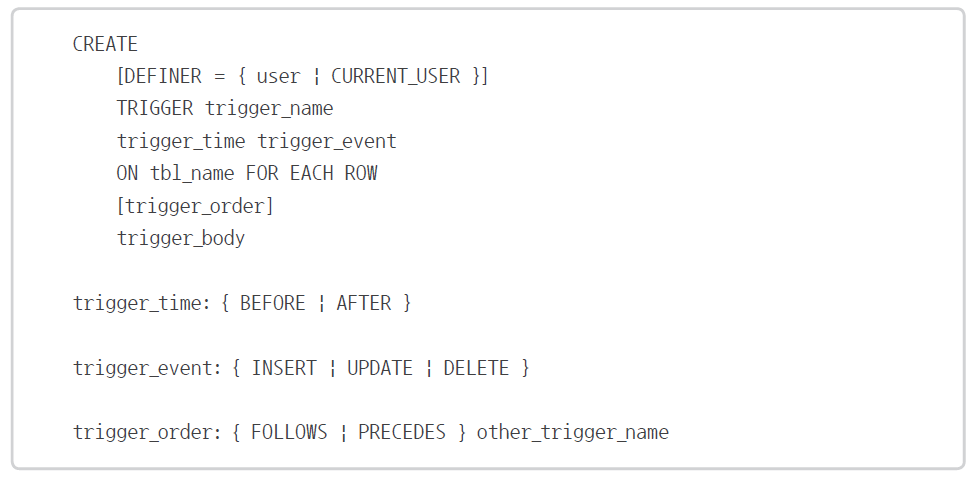 CREATE
[DEFINER = { user ¦ CURRENT_USER }]
TRIGGER trigger_name
trigger_time trigger_event
ON tbl_name FOR EACH ROW
[trigger_order]
trigger_body
trigger_time: { BEFORE ¦ AFTER }
trigger_event: { INSERT ¦ UPDATE ¦ DELETE }
trigger_order: { FOLLOWS ¦ PRECEDES } other_trigger_name